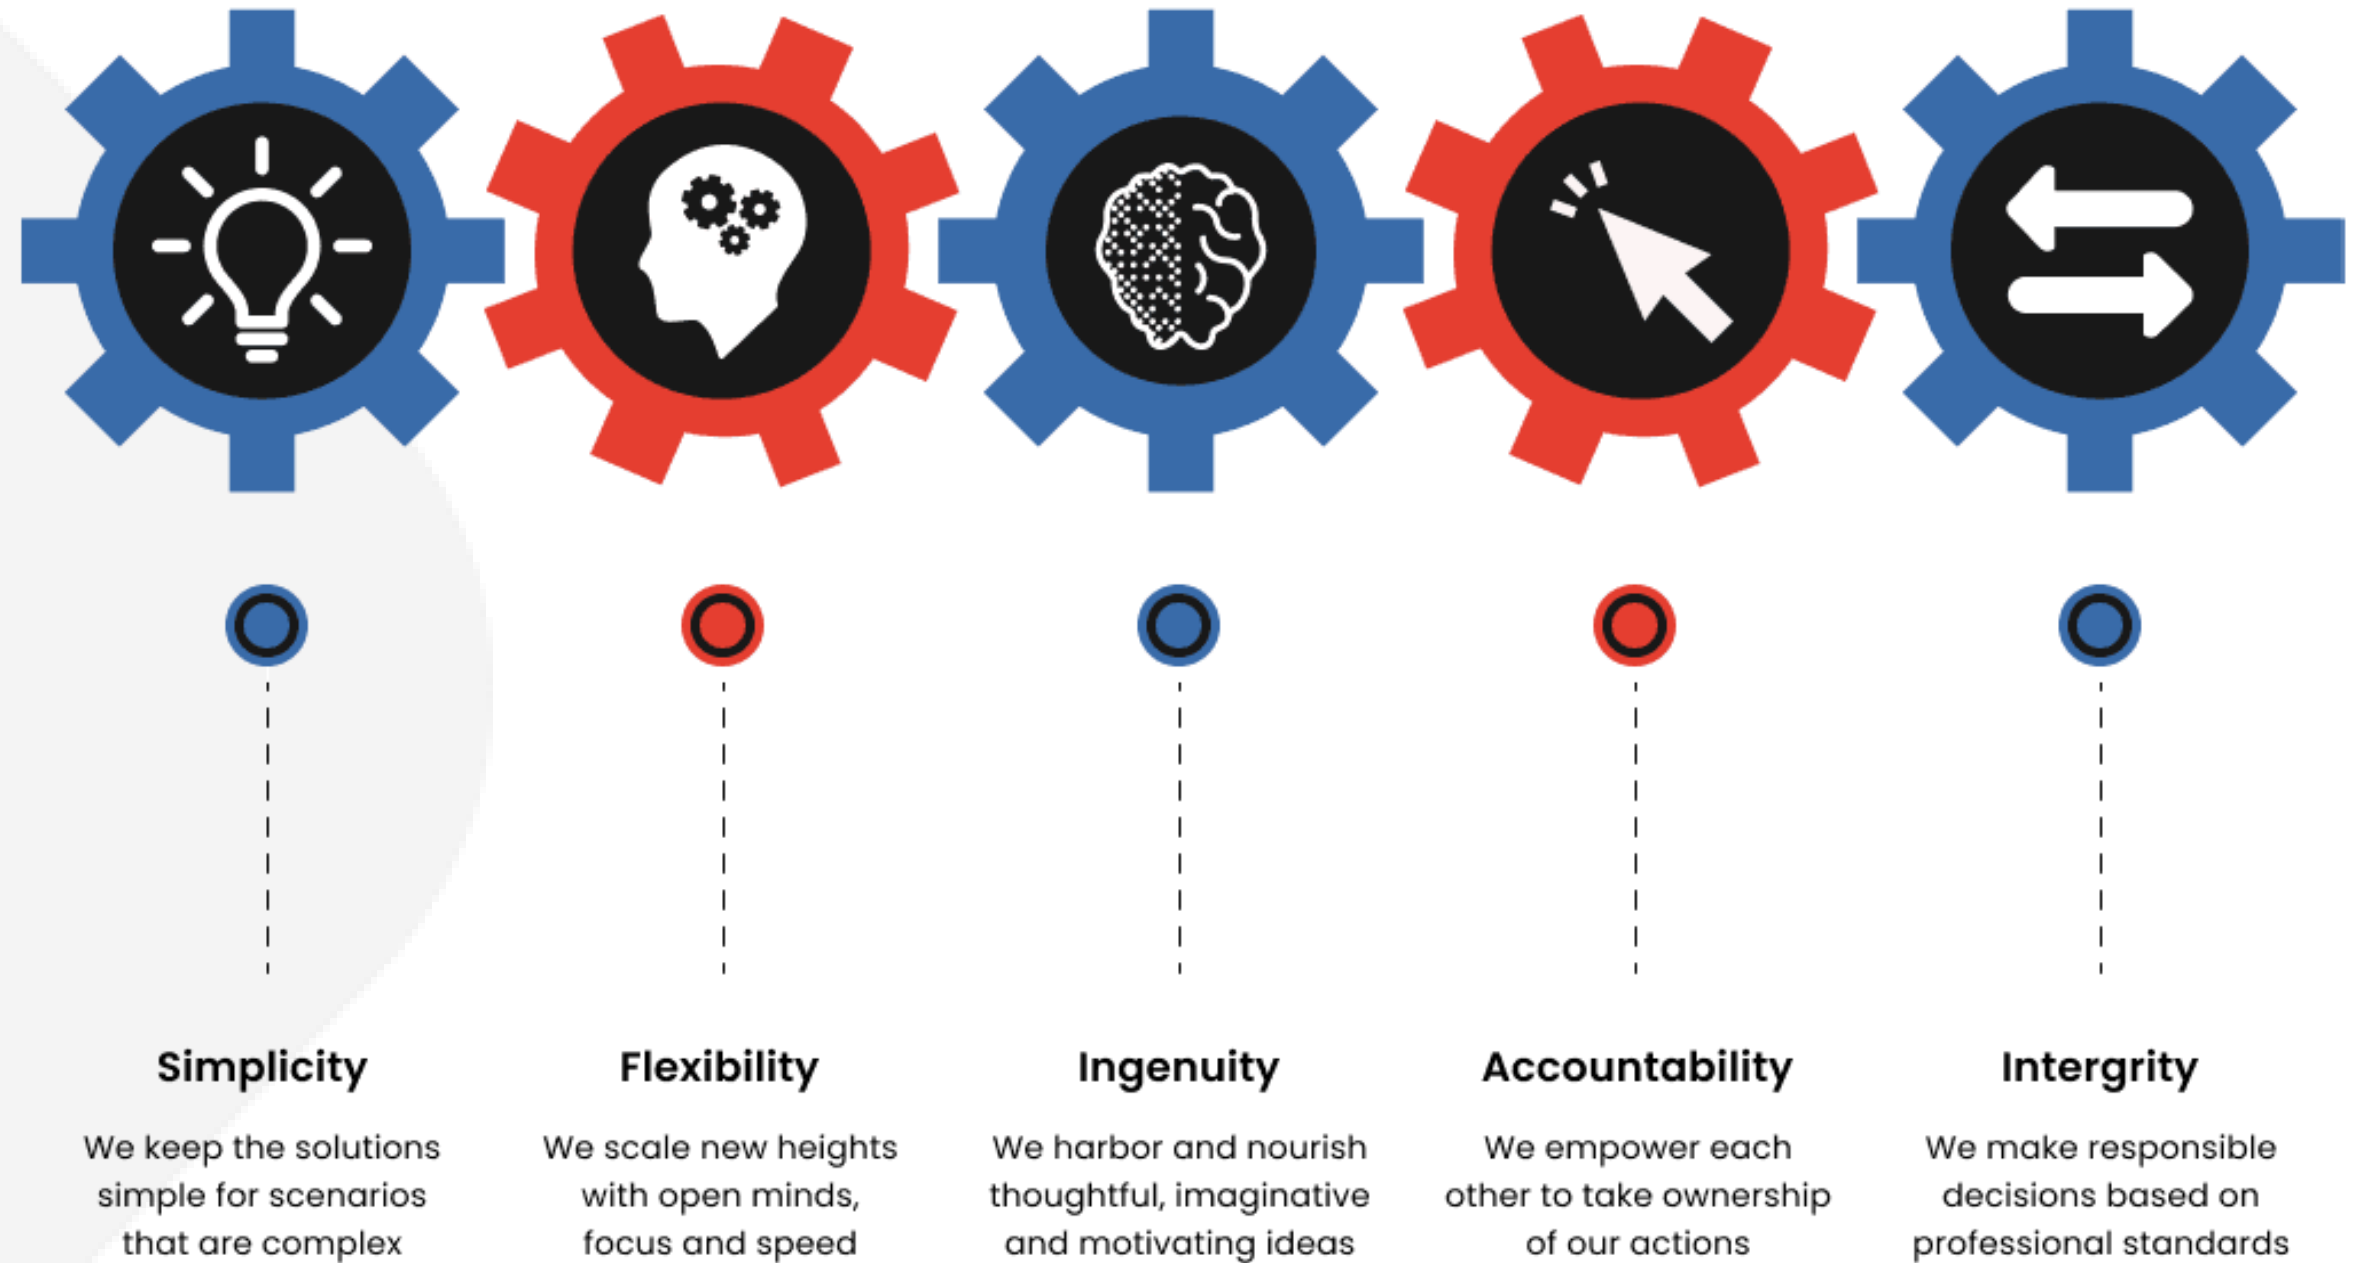 Simplicity
We keep the solutions
simple for scenarios
that are complex
Flexibility
We scale new heights
with open minds,
focus and speed
Ingenuity
We harbor and nourish
thoughtful, imaginative
and motivating ideas
Accountability
We empower each
other to take ownership
of our actions
Intergrity
We make responsible
decisions based on
professional standards